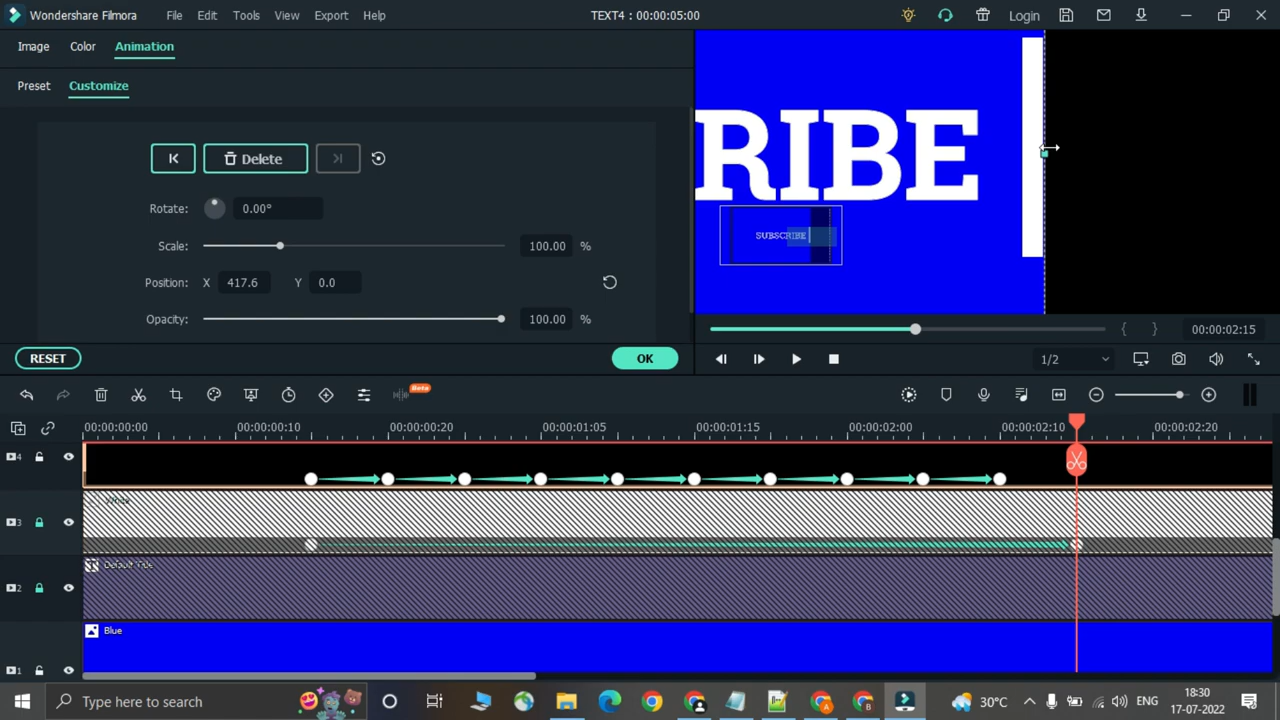 Wondershare Filmora File Edit Tools View Export Help TEXT4 : 00:00:05:00 Login
Image Color Animation
Preset Customize
Delete
Rotate: 0.00°
Scale: 100.00 %
Position: X 417.6 Y 0.0
Opacity: 100.00 %
RESET OK
RIBE
SUBSCRIBE
00:00:02:15
1/2
Beta
00:00:00:00 00:00:00:10 00:00:00:20 00:00:01:05 00:00:01:15 00:00:02:00 00:00:02:10 00:00:02:20
4
White
3
Default Title
2
Blue
1
Type here to search
30°C
ENG
18:30
17-07-2022